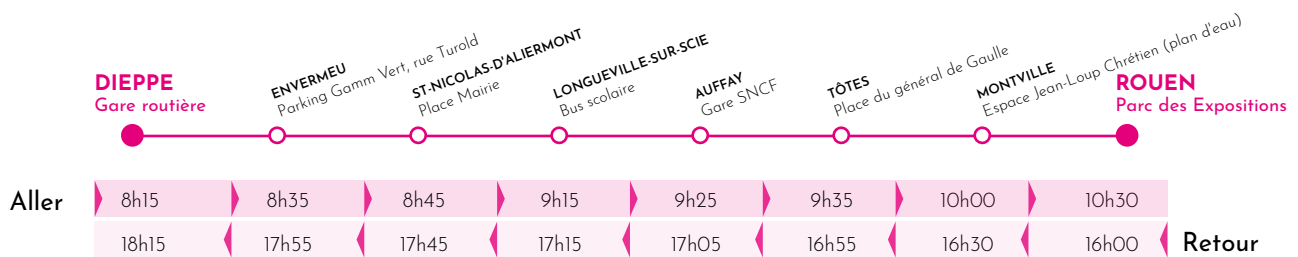 DIEPPE
Gare routière
ENVERMEU
Parking Gamm Vert, rue Turold
ST-NICOLAS-D'ALIERMONT
Place Mairie
LONGUEVILLE-SUR-SCIE
Bus scolaire
AUFFAY
Gare SNCF
TÔTES
Place du général de Gaulle
MONTVILLE
Espace Jean-Loup Chrétien (plan d'eau)
ROUEN
Parc des Expositions
Aller 8h15 8h35 8h45 9h15 9h25 9h35 10h00 10h30
18h15 17h55 17h45 17h15 17h05 16h55 16h30 16h00 Retour